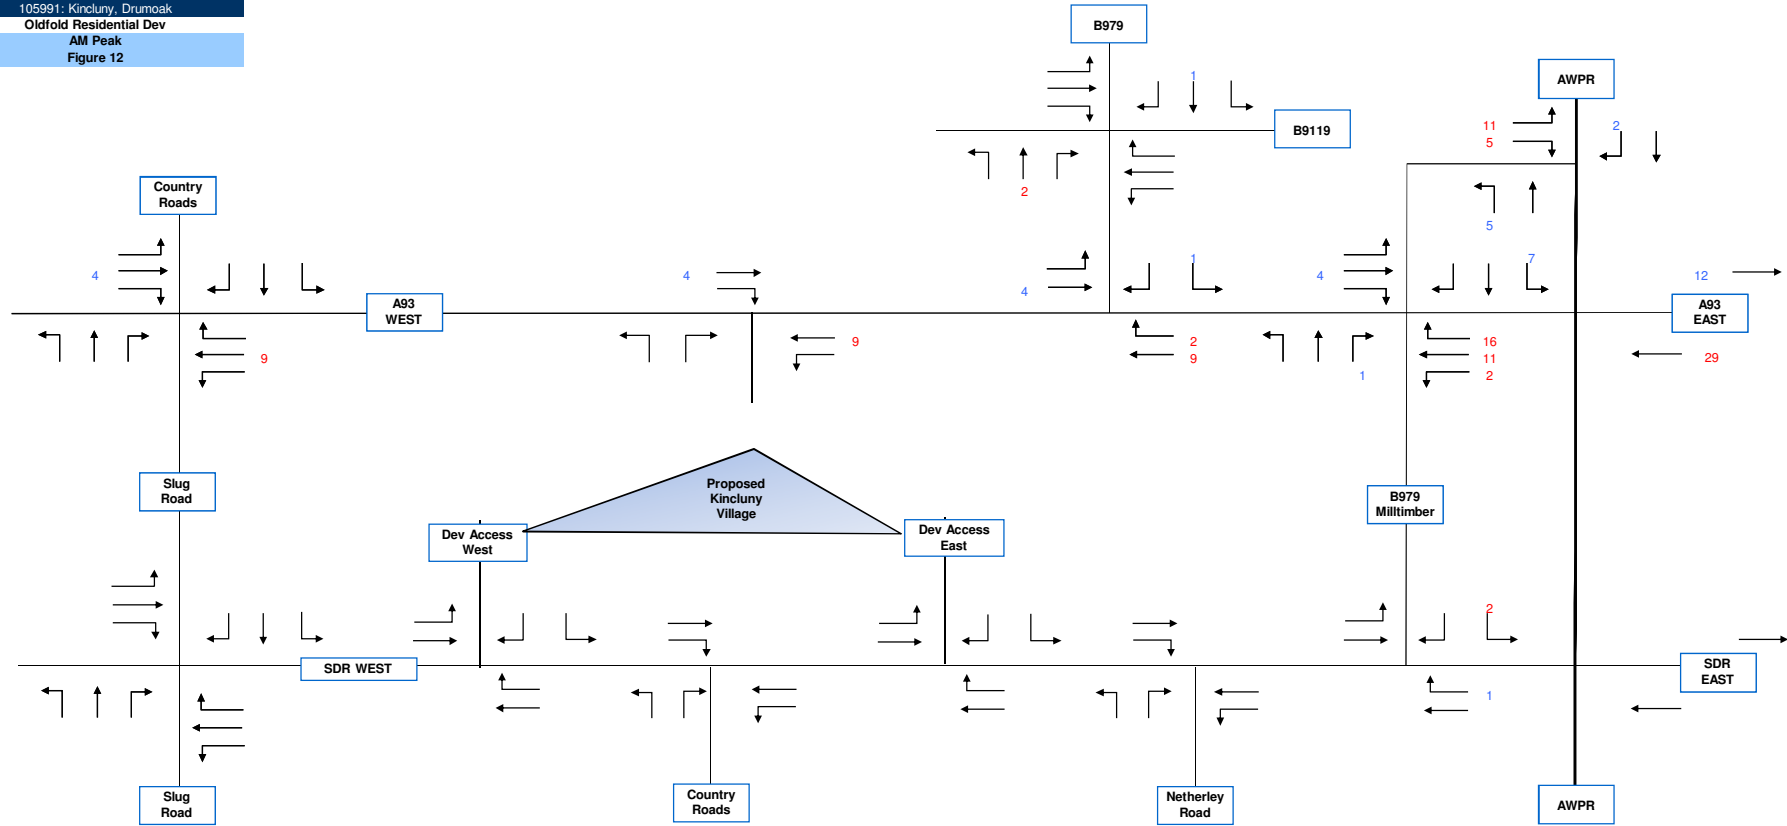 105991: Kincluny, Drumoak
Oldfold Residential Dev
AM Peak
Figure 12
B979
AWPR
1
B9119
11
5
2
2
5
Country
Roads
4
4
4
1
4
7
12
A93
WEST
A93
EAST
9
9
2
9
1
16
11
2
29
Slug
Road
Proposed
Kincluny
Village
B979
Milltimber
Dev Access
West
Dev Access
East
2
SDR WEST
SDR
EAST
1
Slug
Road
Country
Roads
Netherley
Road
AWPR